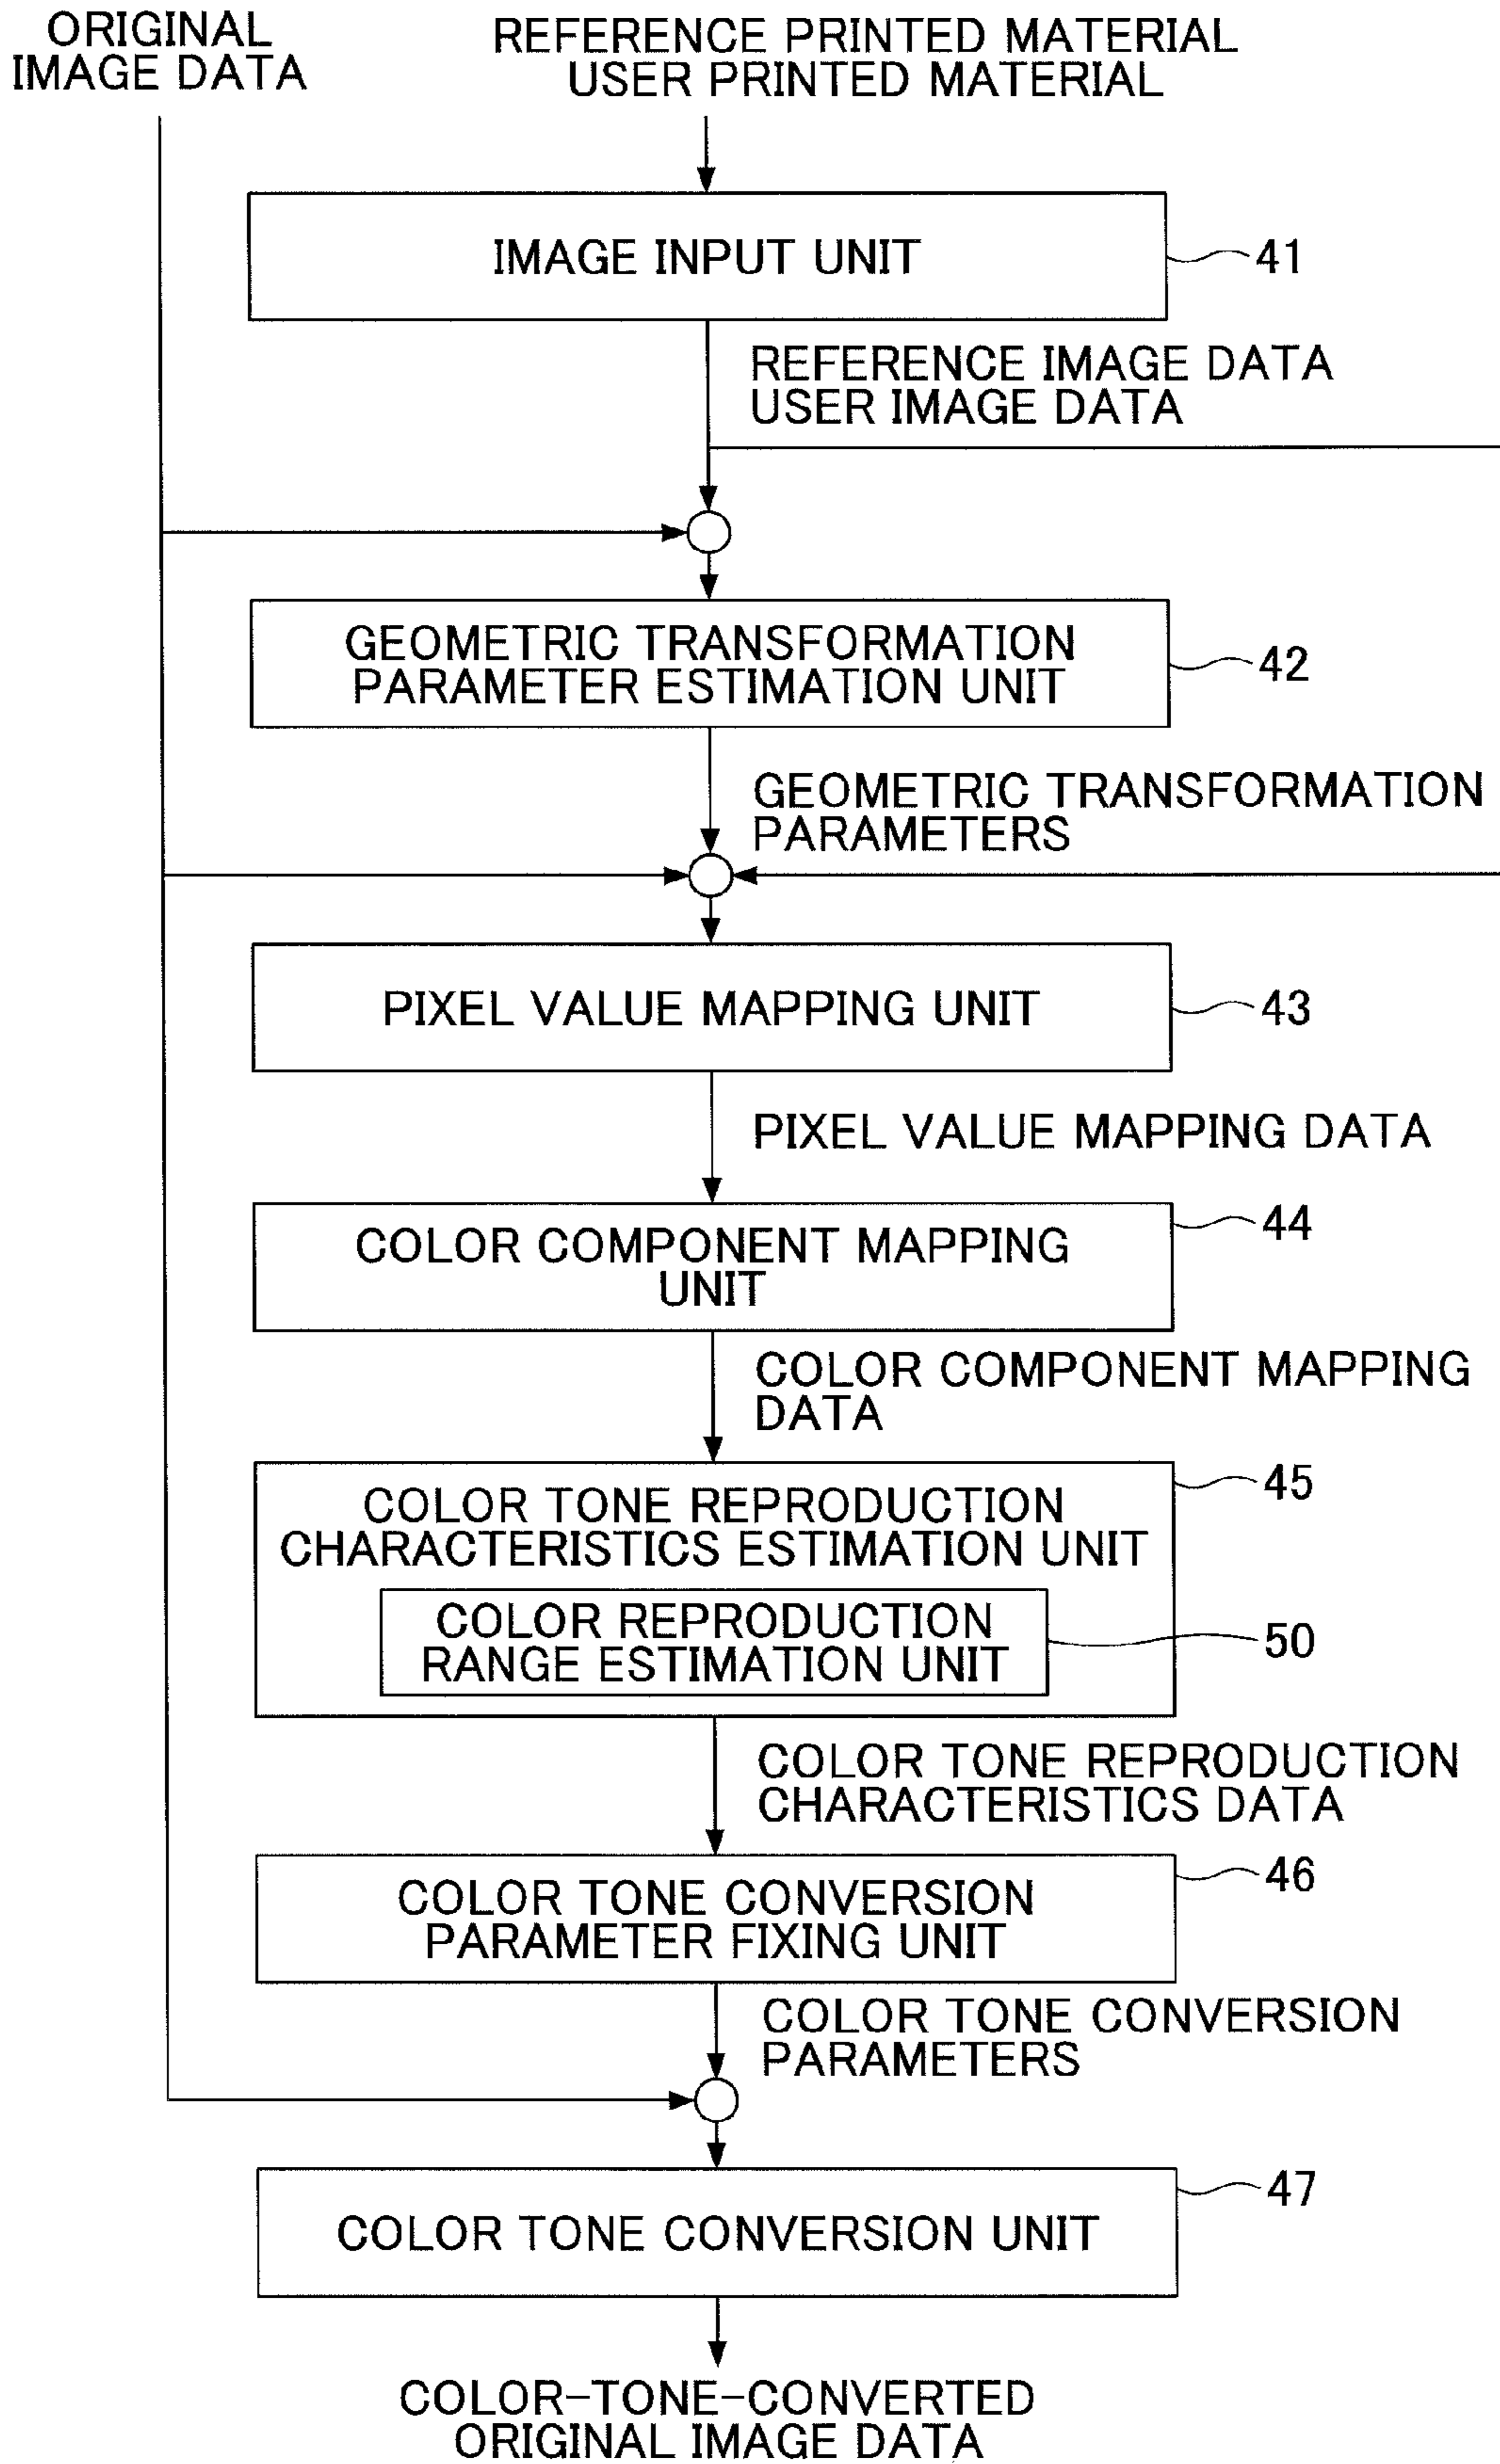 ORIGINAL
IMAGE DATA
REFERENCE PRINTED MATERIAL
USER PRINTED MATERIAL
IMAGE INPUT UNIT
41
REFERENCE IMAGE DATA
USER IMAGE DATA
GEOMETRIC TRANSFORMATION
PARAMETER ESTIMATION UNIT
42
GEOMETRIC TRANSFORMATION
PARAMETERS
PIXEL VALUE MAPPING UNIT
43
PIXEL VALUE MAPPING DATA
COLOR COMPONENT MAPPING
UNIT
44
COLOR COMPONENT MAPPING
DATA
COLOR TONE REPRODUCTION
CHARACTERISTICS ESTIMATION UNIT
45
COLOR REPRODUCTION
RANGE ESTIMATION UNIT
50
COLOR TONE REPRODUCTION
CHARACTERISTICS DATA
COLOR TONE CONVERSION
PARAMETER FIXING UNIT
46
COLOR TONE CONVERSION
PARAMETERS
COLOR TONE CONVERSION UNIT
47
COLOR-TONE-CONVERTED
ORIGINAL IMAGE DATA